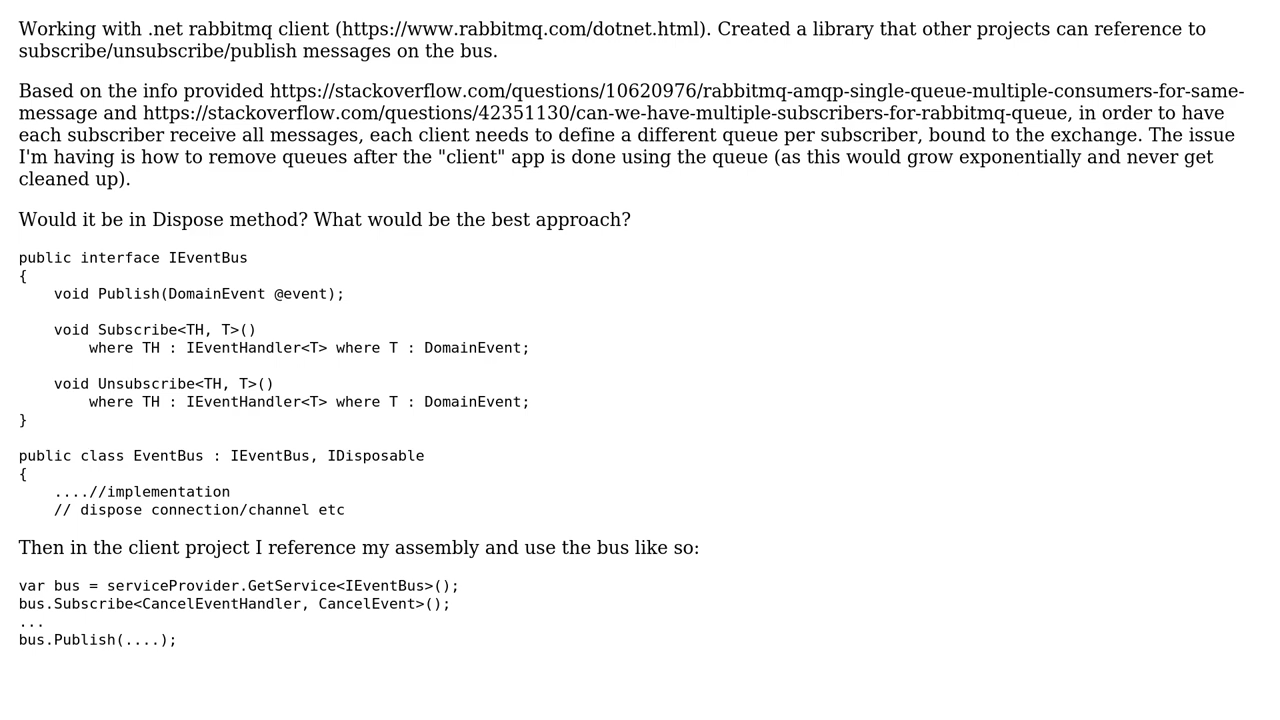 Working with .net rabbitmq client (https://www.rabbitmq.com/dotnet.html). Created a library that other projects can reference to
subscribe/unsubscribe/publish messages on the bus.
Based on the info provided https://stackoverflow.com/questions/10620976/rabbitmq-amqp-single-queue-multiple-consumers-for-same-
message and https://stackoverflow.com/questions/42351130/can-we-have-multiple-subscribers-for-rabbitmq-queue, in order to have
each subscriber receive all messages, each client needs to define a different queue per subscriber, bound to the exchange. The issue
I'm having is how to remove queues after the "client" app is done using the queue (as this would grow exponentially and never get
cleaned up).
Would it be in Dispose method? What would be the best approach?
public interface IEventBus
{
    void Publish(DomainEvent @event);
    void Subscribe<TH, T>()
        where TH : IEventHandler<T> where T : DomainEvent;
    void Unsubscribe<TH, T>()
        where TH : IEventHandler<T> where T : DomainEvent;
}
public class EventBus : IEventBus, IDisposable
{
    ....//implementation
    // dispose connection/channel etc
Then in the client project I reference my assembly and use the bus like so:
var bus = serviceProvider.GetService<IEventBus>();
bus.Subscribe<CancelEventHandler, CancelEvent>();
...
bus.Publish(....);